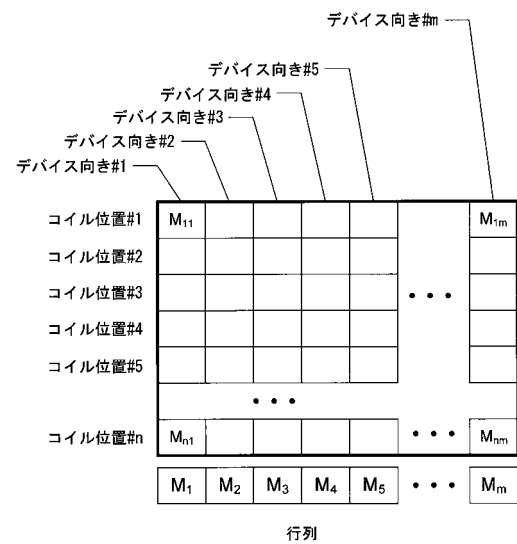 デバイス向き#m
デバイス向き#5
デバイス向き#4
デバイス向き#3
デバイス向き#2
デバイス向き#1
コイル位置#1 M₁₁ M₁ₘ
コイル位置#2
コイル位置#3
• • •
コイル位置#4
コイル位置#5
• • •
コイル位置#n Mₙ₁ • • • Mₙₘ
M₁ M₂ M₃ M₄ M₅ • • • Mₘ
行列